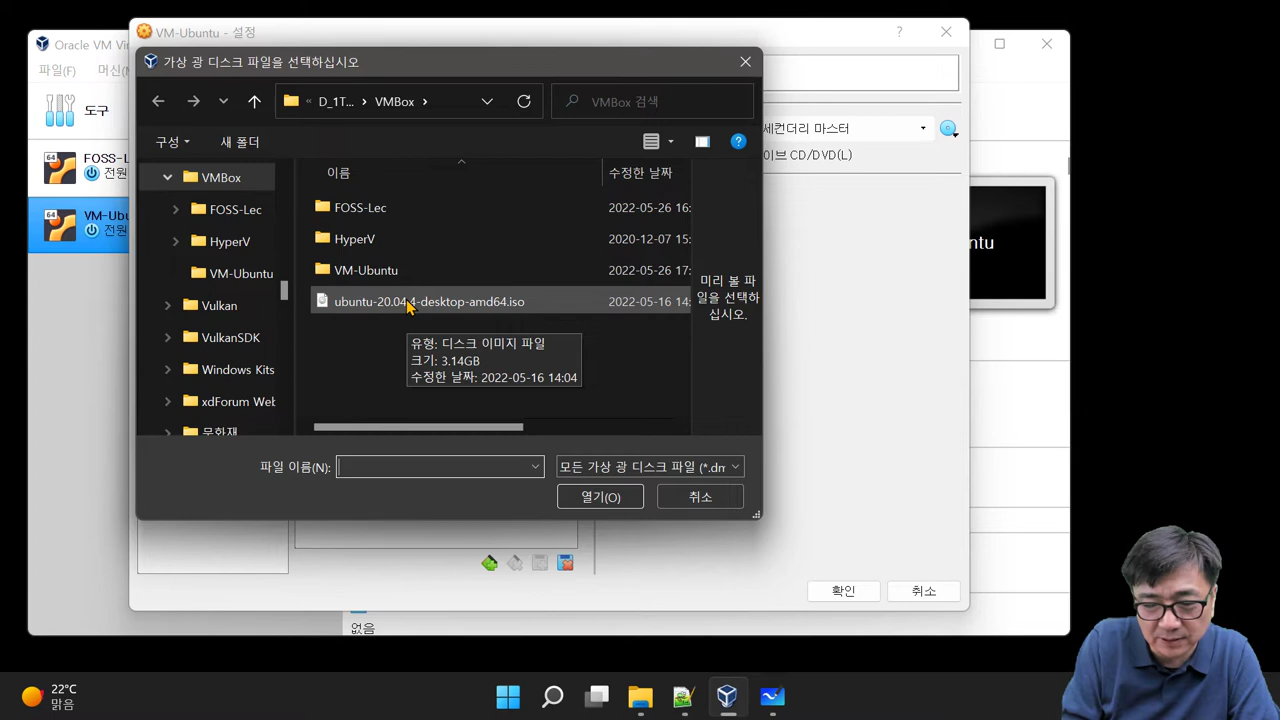 VM-Ubuntu - 설정
Oracle VM Vir
파일(F)
머신(M
도구
64
FOSS-Le
전원
64
VM-Ubu
전원
가상 광 디스크 파일을 선택하십시오
« D_1T... › VMBox ›
VMBox 검색
구성
새 폴더
세컨더리 마스터
이브 CD/DVD(L)
VMBox
FOSS-Lec
HyperV
VM-Ubuntu
Vulkan
VulkanSDK
Windows Kits
xdForum Web
문화재
이름
수정한 날짜
FOSS-Lec
2022-05-26 16:
HyperV
2020-12-07 15:
VM-Ubuntu
2022-05-26 17:
ubuntu-20.04.4-desktop-amd64.iso
2022-05-16 14:
유형: 디스크 이미지 파일
크기: 3.14GB
수정한 날짜: 2022-05-16 14:04
미리 볼 파
일을 선택하
십시오.
ntu
파일 이름(N):
모든 가상 광 디스크 파일 (*.dm
열기(O)
취소
확인
취소
없음
22°C
맑음